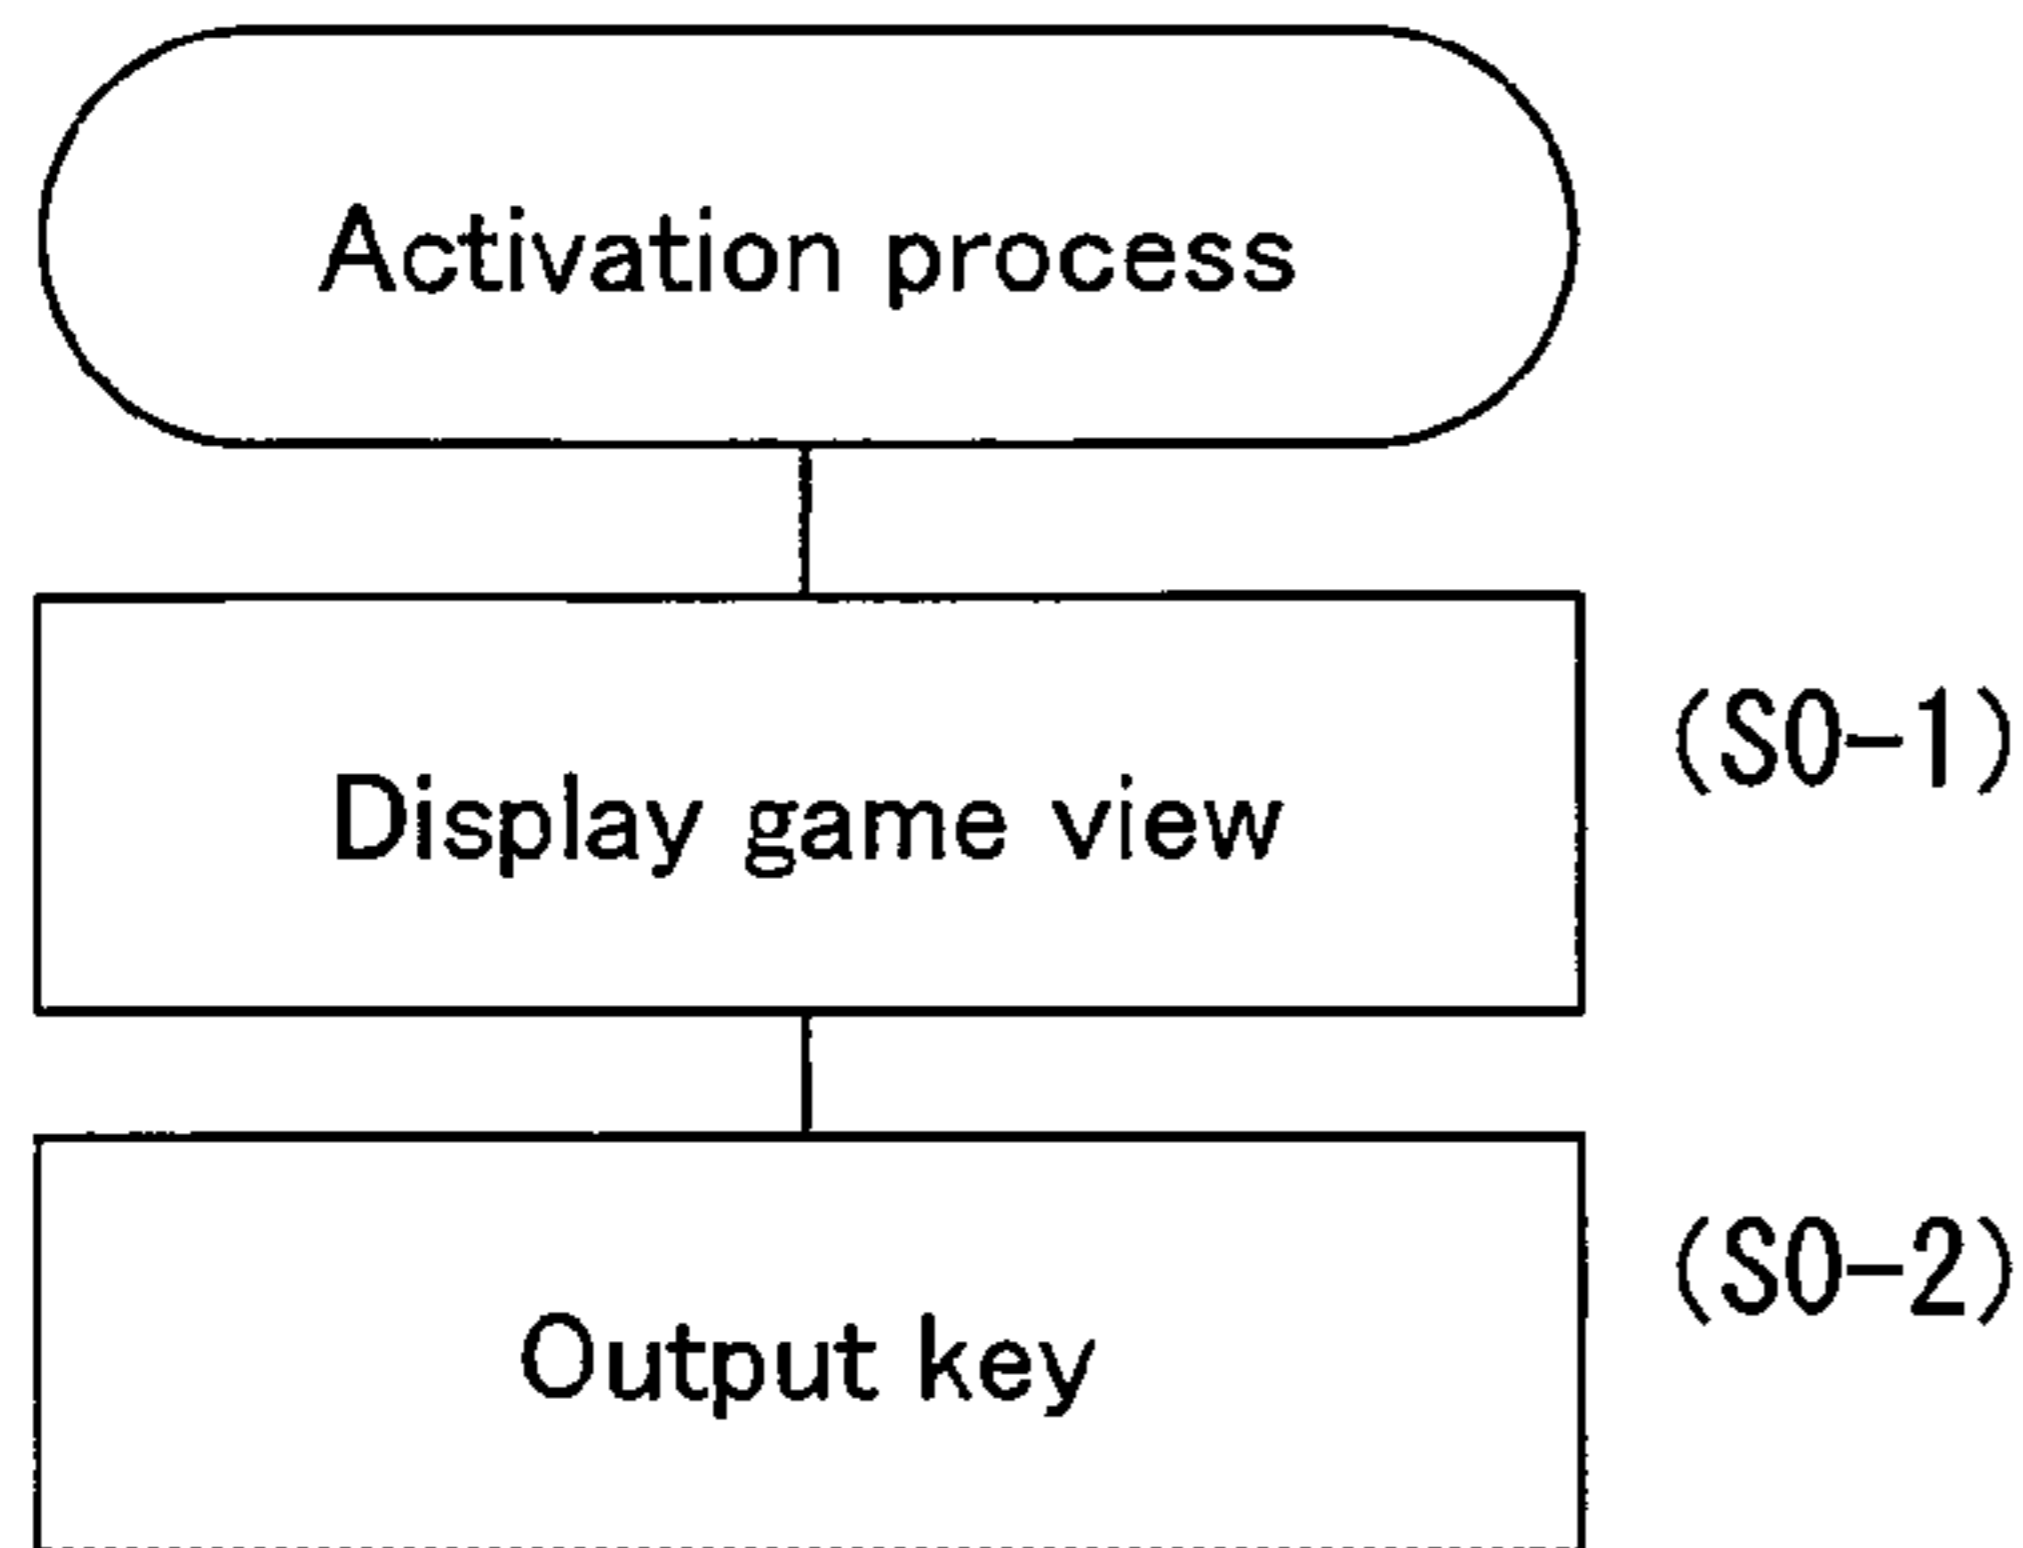 Activation process
(S0-1)
Display game view
(S0-2)
Output key